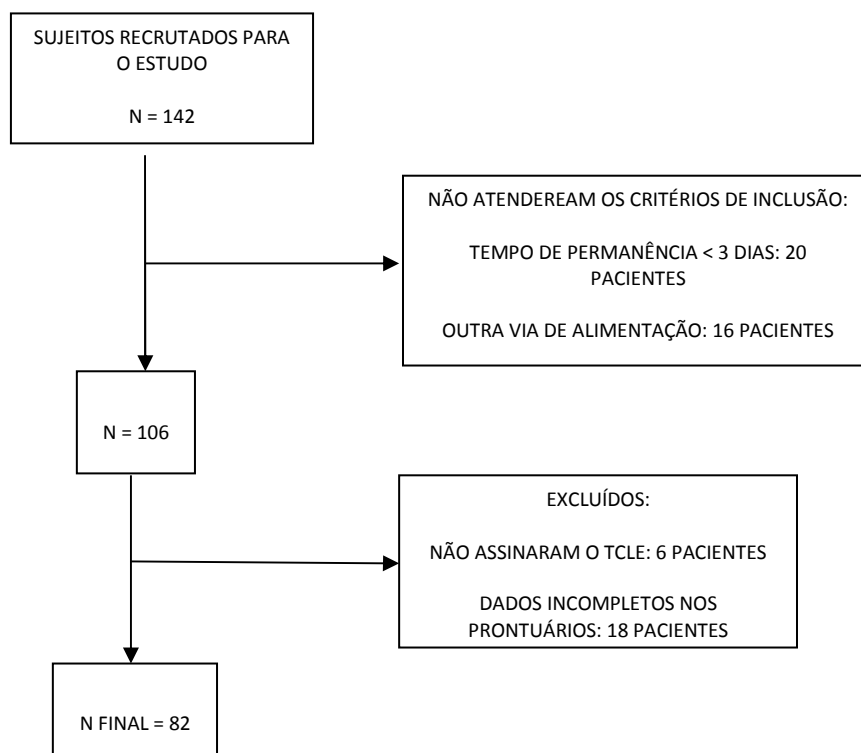 SUJEITOS RECRUTADOS PARA
O ESTUDO
N = 142
NÃO ATENDEREAM OS CRITÉRIOS DE INCLUSÃO:
TEMPO DE PERMANÊNCIA < 3 DIAS: 20
PACIENTES
OUTRA VIA DE ALIMENTAÇÃO: 16 PACIENTES
N = 106
EXCLUÍDOS:
NÃO ASSINARAM O TCLE: 6 PACIENTES
DADOS INCOMPLETOS NOS
PRONTUÁRIOS: 18 PACIENTES
N FINAL = 82